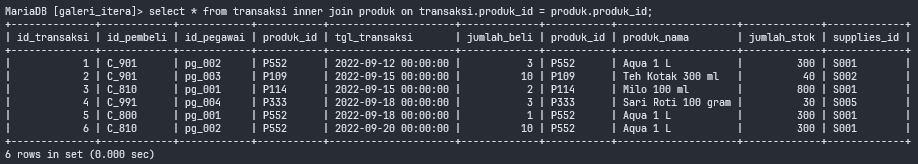 MariaDB [galeri_itera]> select * from transaksi inner join produk on transaksi.produk_id = produk.produk_id;
+--------------+------------+------------+-----------+---------------------+-------------+-----------+---------------------+-------------+-------------+
| id_transaksi | id_pembeli | id_pegawai | produk_id | tgl_transaksi       | jumlah_beli | produk_id | produk_nama         | jumlah_stok | supplies_id |
+--------------+------------+------------+-----------+---------------------+-------------+-----------+---------------------+-------------+-------------+
|            1 | C_901      | pg_002     | P552      | 2022-09-12 00:00:00 |           3 | P552      | Aqua 1 L            |         300 | S001        |
|            2 | C_901      | pg_003     | P109      | 2022-09-15 00:00:00 |          10 | P109      | Teh Kotak 300 ml    |          40 | S002        |
|            3 | C_810      | pg_001     | P114      | 2022-09-15 00:00:00 |           2 | P114      | Milo 100 ml         |         800 | S001        |
|            4 | C_991      | pg_004     | P333      | 2022-09-18 00:00:00 |           3 | P333      | Sari Roti 100 gram  |          30 | S005        |
|            5 | C_800      | pg_001     | P552      | 2022-09-18 00:00:00 |           1 | P552      | Aqua 1 L            |         300 | S001        |
|            6 | C_810      | pg_002     | P552      | 2022-09-20 00:00:00 |          10 | P552      | Aqua 1 L            |         300 | S001        |
+--------------+------------+------------+-----------+---------------------+-------------+-----------+---------------------+-------------+-------------+
6 rows in set (0.000 sec)